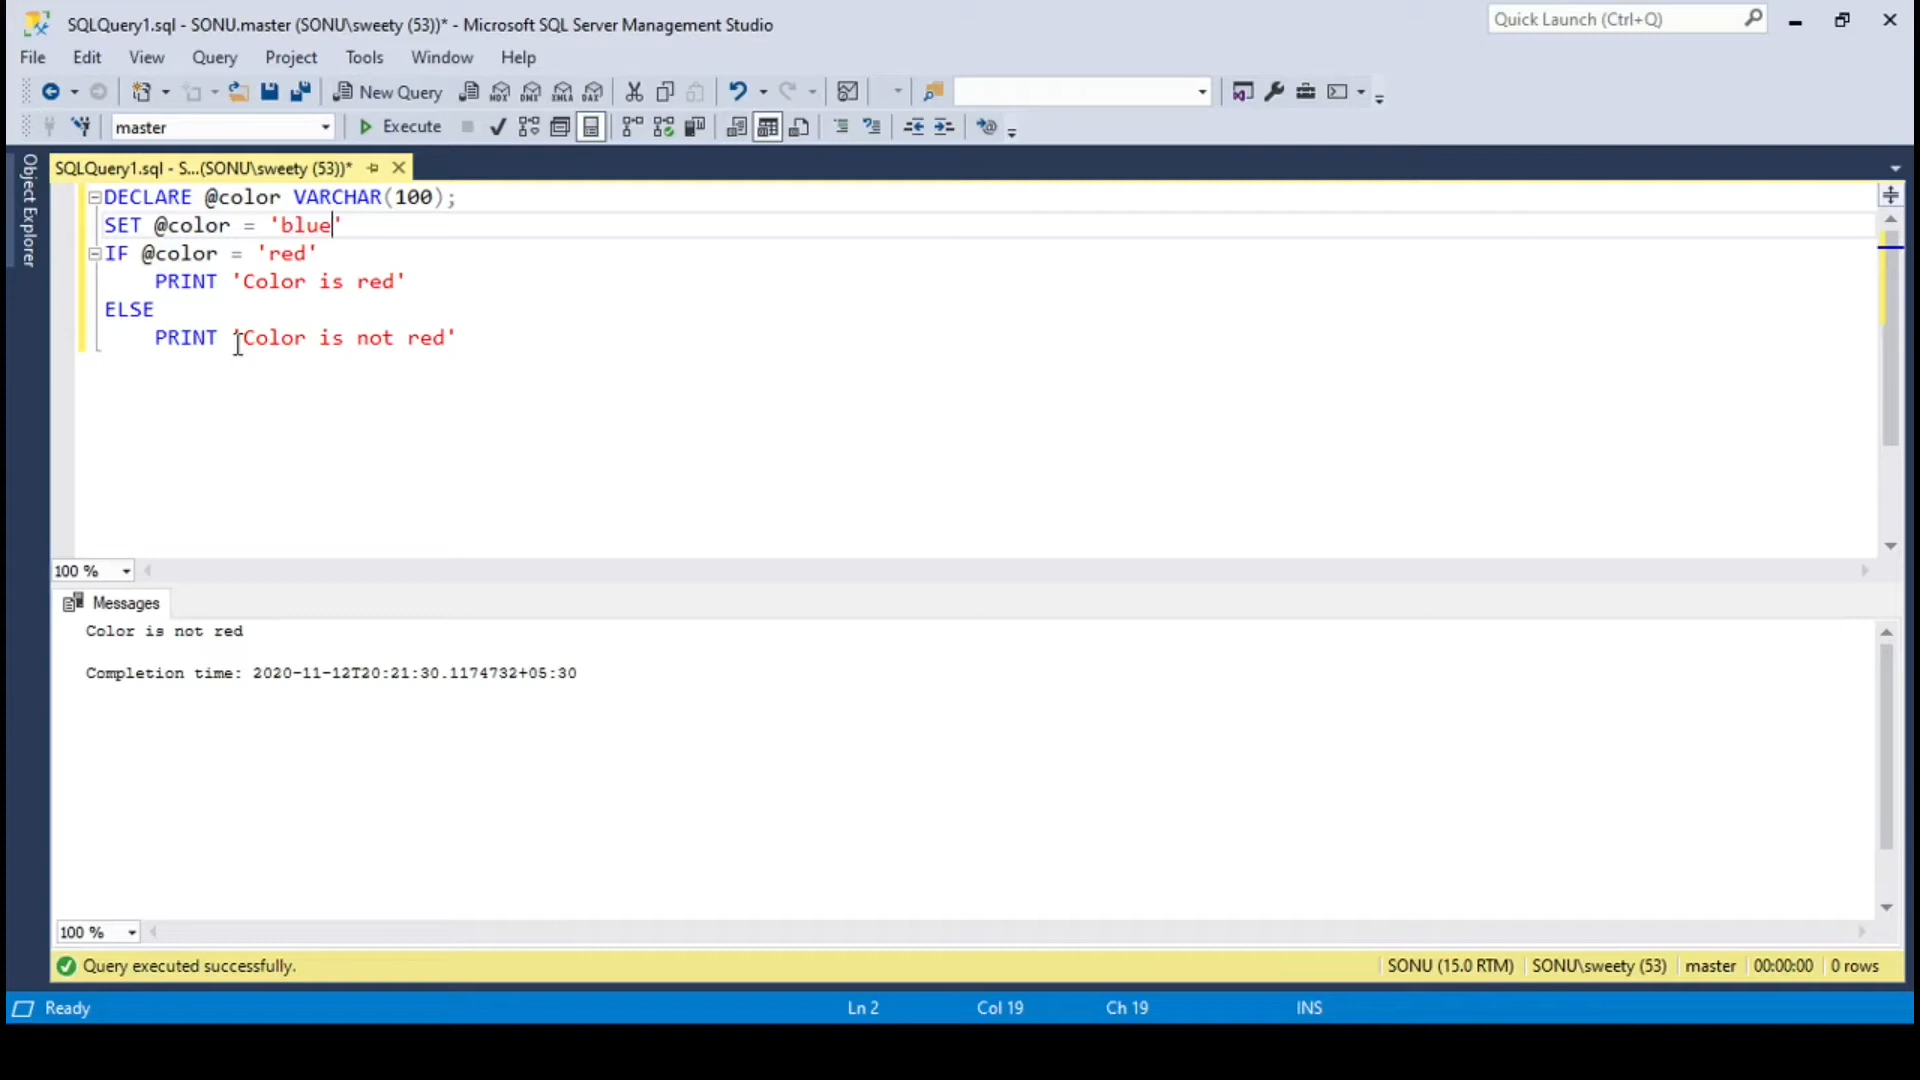 SQLQuery1.sql - SONU.master (SONU\sweety (53))* - Microsoft SQL Server Management Studio
Quick Launch (Ctrl+Q)
File Edit View Query Project Tools Window Help
New Query MDX DMX XMLA DAX
master Execute
Object Explorer
SQLQuery1.sql - S...(SONU\sweety (53))*
DECLARE @color VARCHAR(100);
SET @color = 'blue'
IF @color = 'red'
PRINT 'Color is red'
ELSE
PRINT 'Color is not red'
100 %
Messages
Color is not red
Completion time: 2020-11-12T20:21:30.1174732+05:30
100 %
Query executed successfully. SONU (15.0 RTM) SONU\sweety (53) master 00:00:00 0 rows
Ready Ln 2 Col 19 Ch 19 INS